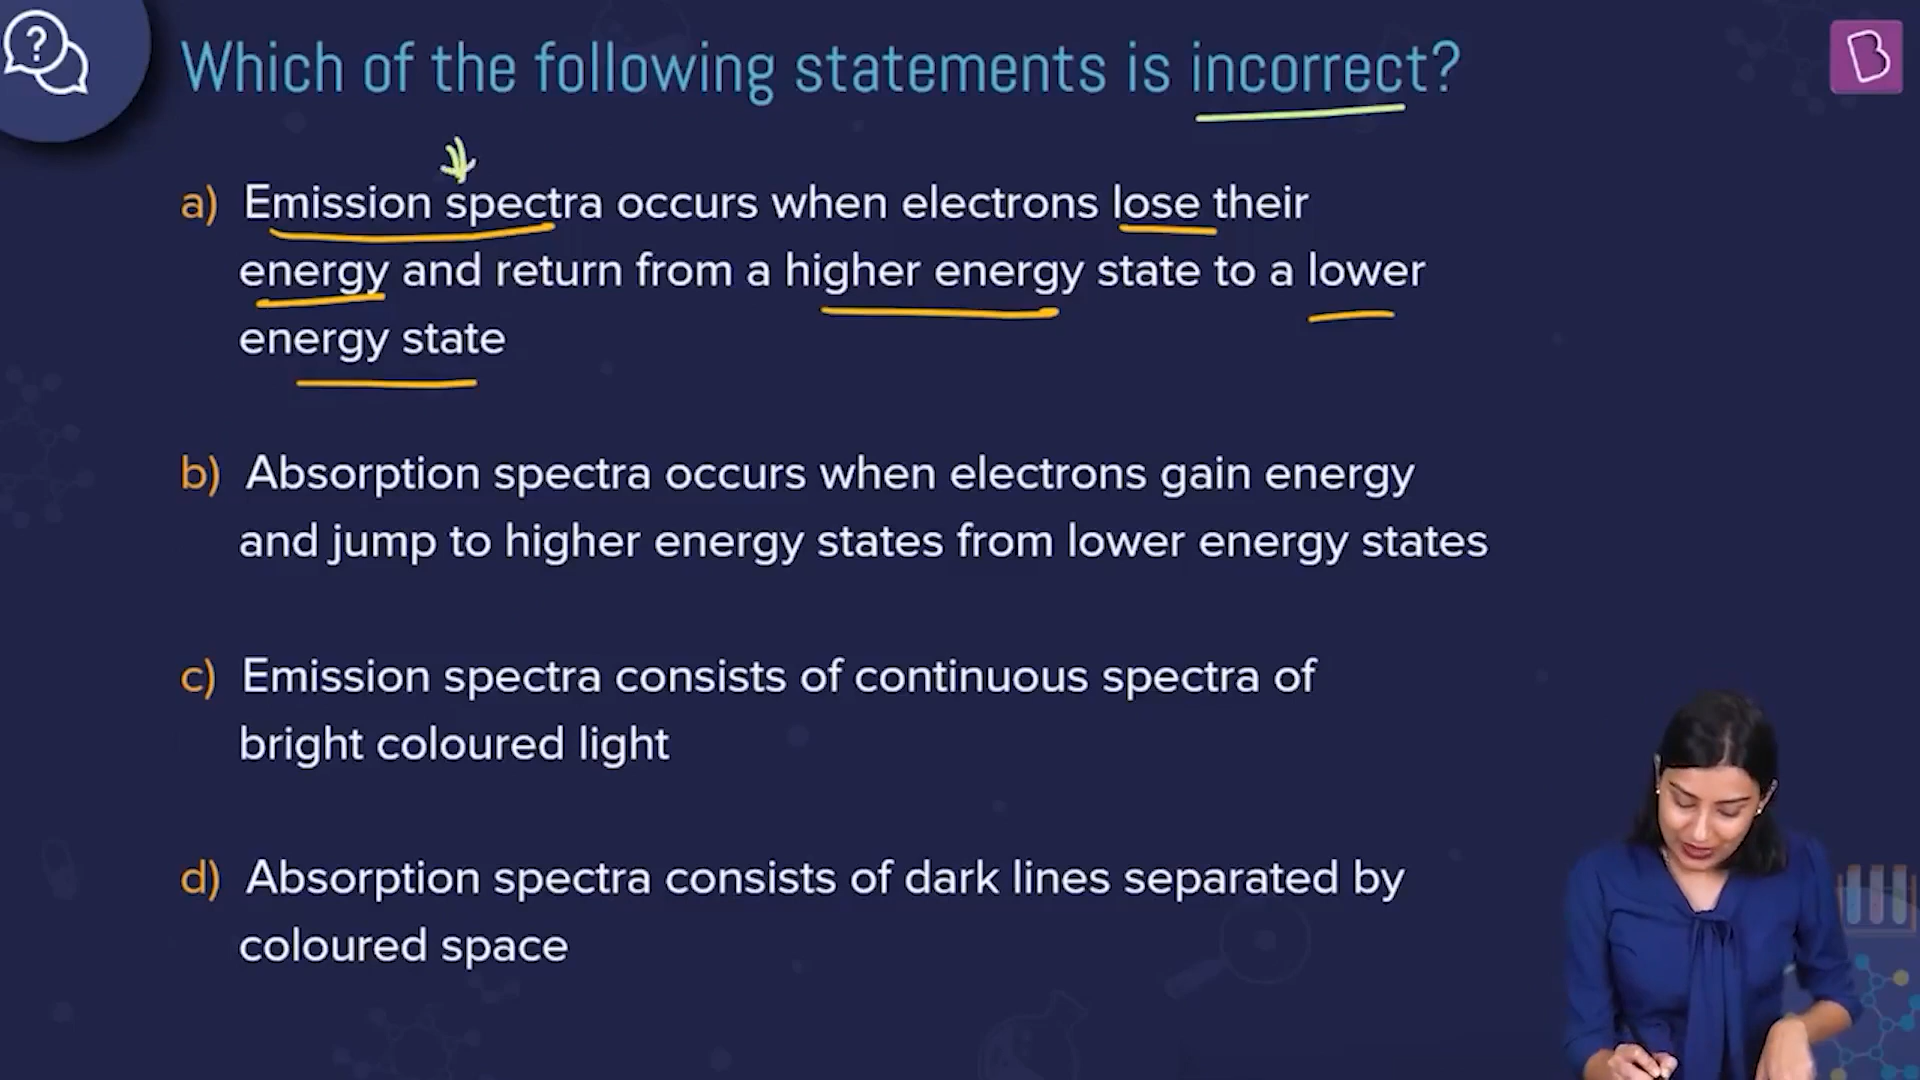 Which of the following statements is incorrect?
a) Emission spectra occurs when electrons lose their
energy and return from a higher energy state to a lower
energy state
b) Absorption spectra occurs when electrons gain energy
and jump to higher energy states from lower energy states
c) Emission spectra consists of continuous spectra of
bright coloured light
d) Absorption spectra consists of dark lines separated by
coloured space